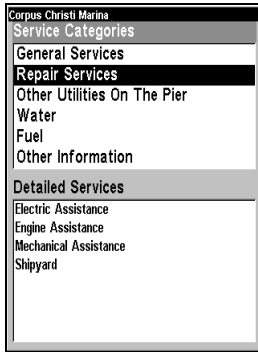 Corpus Christi Marina
Service Categories
General Services
Repair Services
Other Utilities On The Pier
Water
Fuel
Other Information
Detailed Services
Electric Assistance
Engine Assistance
Mechanical Assistance
Shipyard